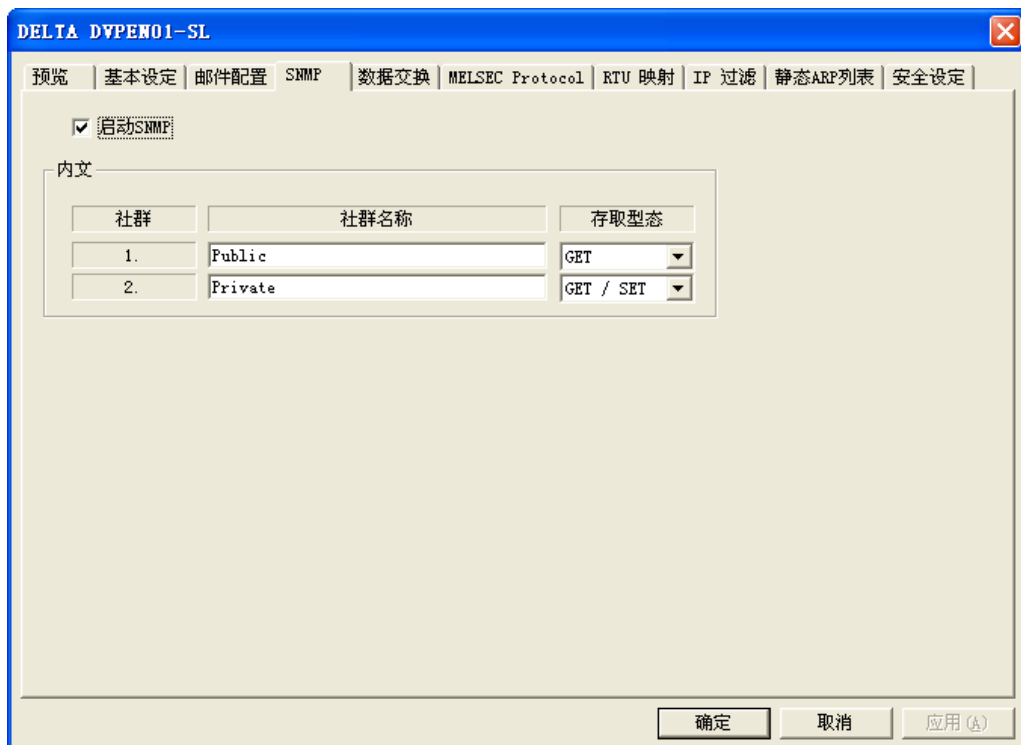 DELTA DVPEN01-SL
预览 基本设定 邮件配置 SNMP 数据交换 MELSEC Protocol RTU 映射 IP 过滤 静态ARP列表 安全设定
启动SNMP
内文
社群 社群名称 存取型态
1. Public GET
2. Private GET / SET
确定 取消 应用(A)